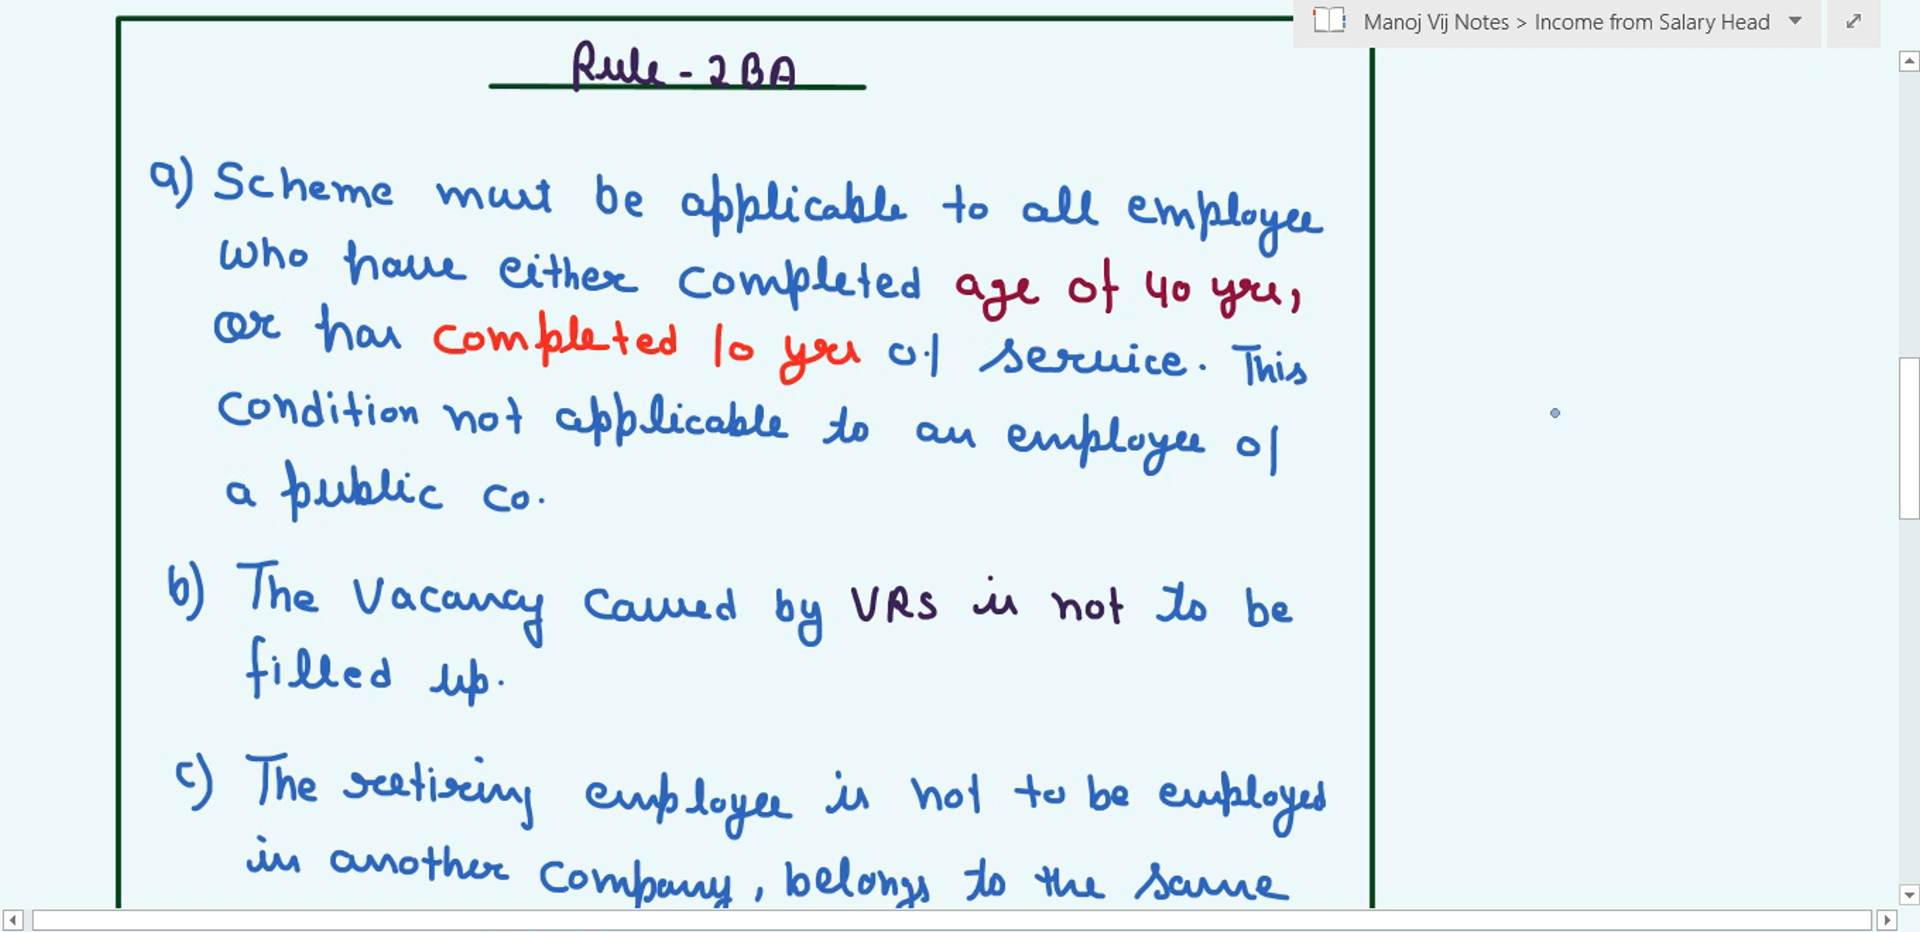 Manoj Vij Notes > Income from Salary Head
Rule - 2BA
a) Scheme must be applicable to all employee
who have either completed age of 40 yrs,
or has completed 10 yrs of service. This
condition not applicable to an employee of
a public co.
b) The vacancy caused by VRS is not to be
filled up.
c) The retiring employee is not to be employed
in another company, belongs to the same